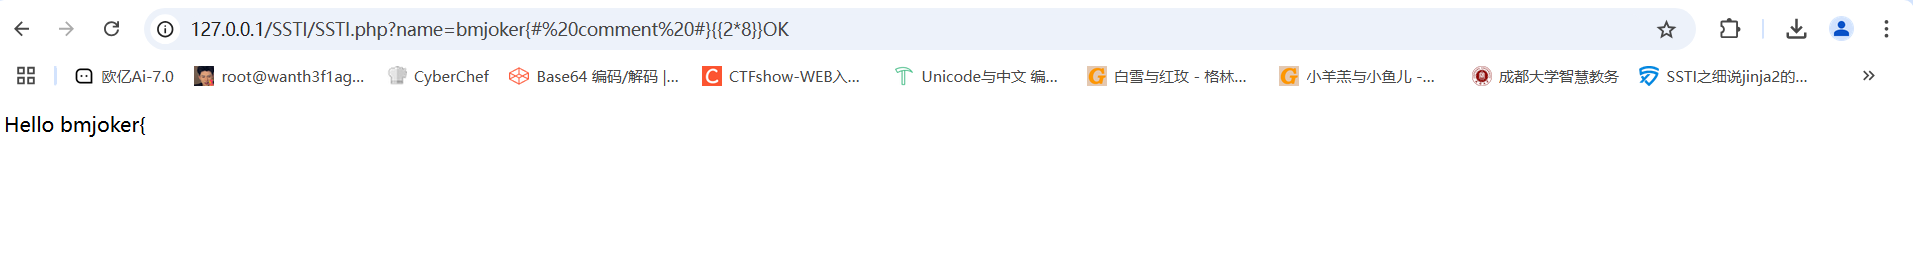 127.0.0.1/SSTI/SSTI.php?name=bmjoker{#%20comment%20#}{{2*8}}OK
欧亿Ai-7.0 root@wanth3f1ag... CyberChef Base64 编码/解码 |... CTFshow-WEB入... Unicode与中文 编... 白雪与红玫 - 格林... 小羊羔与小鱼儿 -... 成都大学智慧教务 SSTI之细说jinja2的... »
Hello bmjoker{